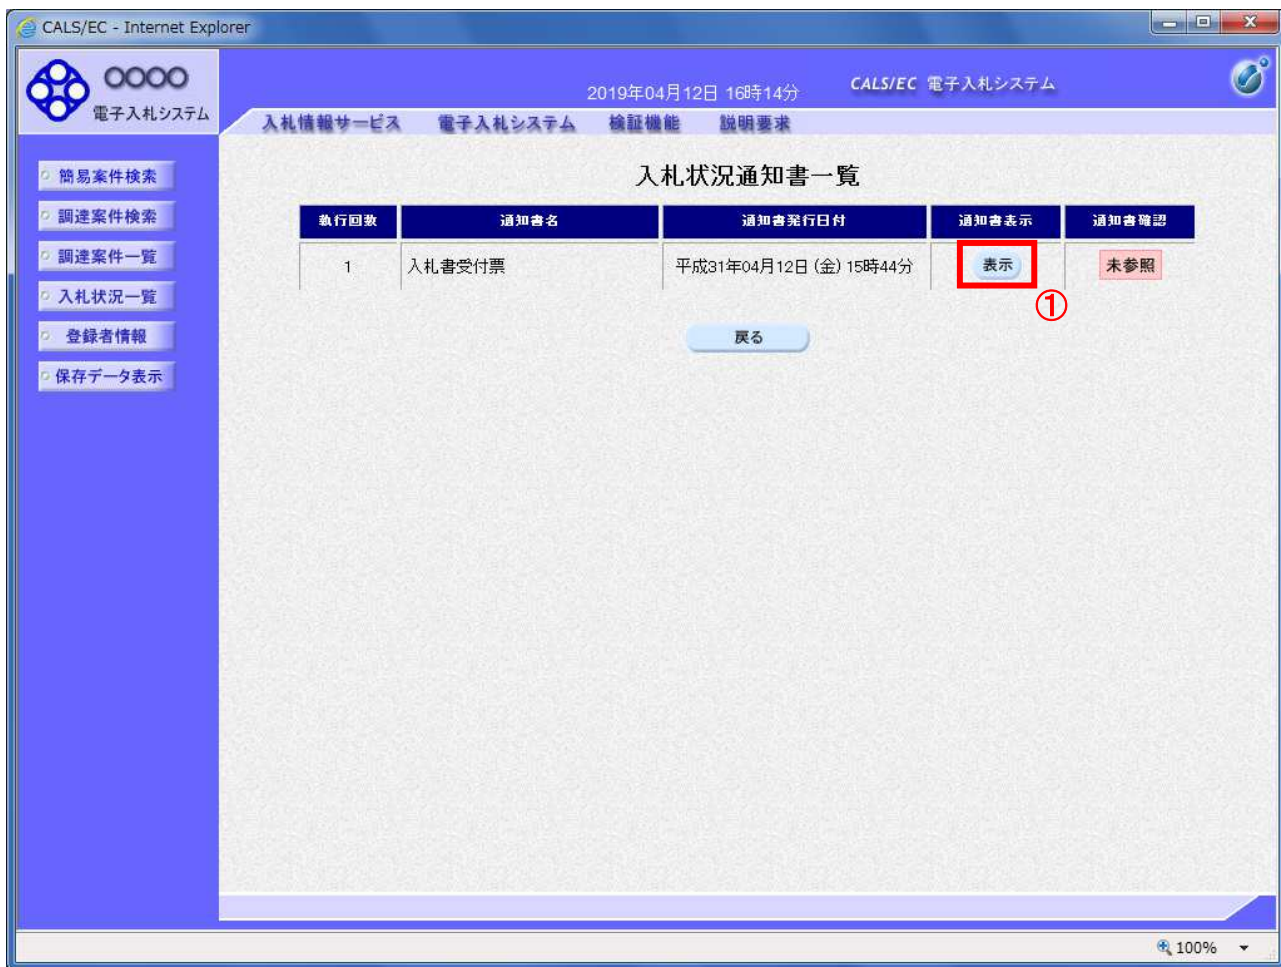 CALS/EC - Internet Explorer
○○○○
電子入札システム
2019年04月12日 16時14分
CALS/EC 電子入札システム
入札情報サービス 電子入札システム 検証機能 説明要求
簡易案件検索
調達案件検索
調達案件一覧
入札状況一覧
登録者情報
保存データ表示
入札状況通知書一覧
執行回数 通知書名 通知書発行日付 通知書表示 通知書確認
1 入札書受付票 平成31年04月12日 (金) 15時44分 表示 未参照
①
戻る
100%